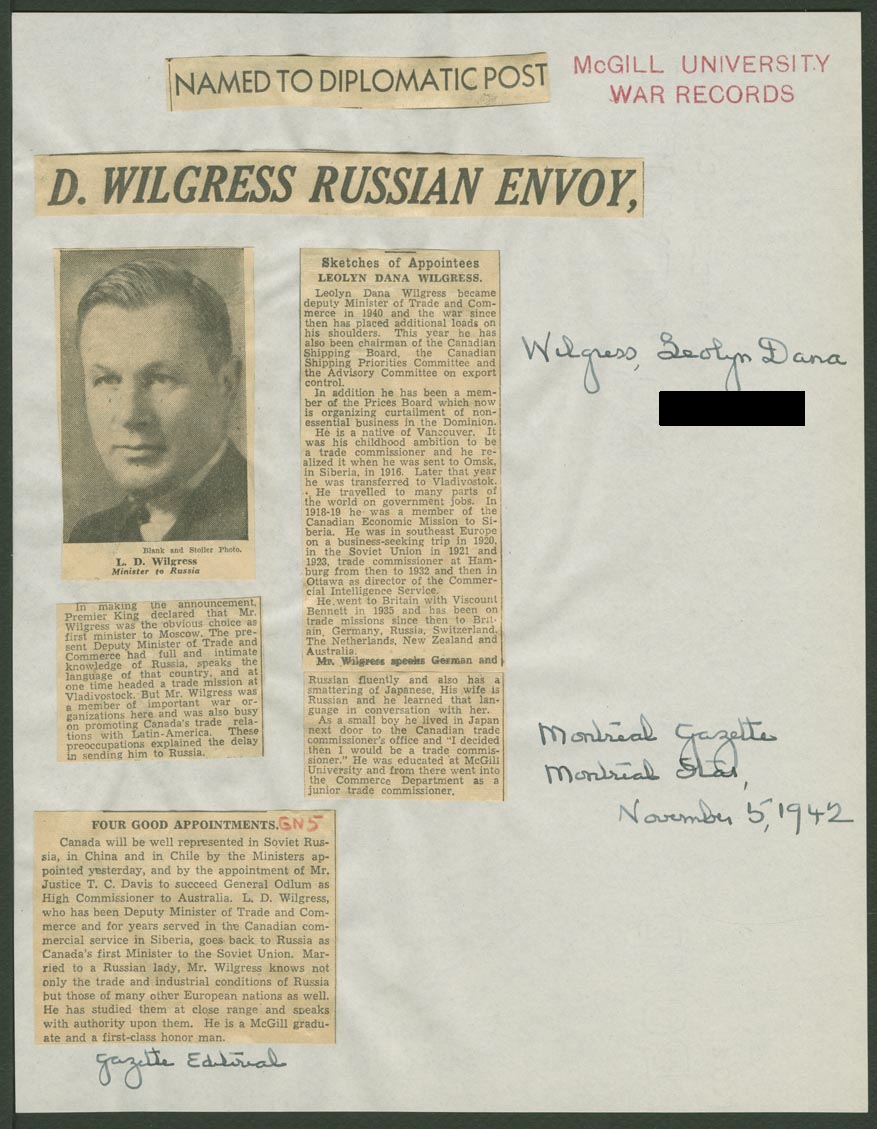 NAMED TO DIPLOMATIC POST
McGILL UNIVERSITY
WAR RECORDS
D. WILGRESS RUSSIAN ENVOY,
Blank and Stoller Photo.
L. D. Wilgress
Minister to Russia
In making the announcement,
Premier King declared that Mr.
Wilgress was the obvious choice as
first minister to Moscow. The pre-
sent Deputy Minister of Trade and
Commerce had full and intimate
knowledge of Russia, speaks the
language of that country, and at
one time headed a trade mission at
Vladivostock. But Mr. Wilgress was
a member of important war or-
ganizations here and was also busy
on promoting Canada's trade rela-
tions with Latin-America. These
preoccupations explained the delay
in sending him to Russia.
Sketches of Appointees
LEOLYN DANA WILGRESS.
Leolyn Dana Wilgress became
deputy Minister of Trade and Com-
merce in 1940 and the war since
then has placed additional loads on
his shoulders. This year he has
also been chairman of the Canadian
Shipping Board, the Canadian
Shipping Priorities Committee and
the Advisory Committee on export
control.
In addition he has been a mem-
ber of the Prices Board which now
is organizing curtailment of non-
essential business in the Dominion.
He is a native of Vancouver. It
was his childhood ambition to be
a trade commissioner and he re-
alized it when he was sent to Omsk,
in Siberia, in 1916. Later that year
he was transferred to Vladivostok.
He travelled to many parts of
the world on government jobs. In
1918-19 he was a member of the
Canadian Economic Mission to Si-
beria. He was in southeast Europe
on a business-seeking trip in 1920,
in the Soviet Union in 1921 and
1923, trade commissioner at Ham-
burg from then to 1932 and then in
Ottawa as director of the Commer-
cial Intelligence Service.
He went to Britain with Viscount
Bennett in 1935 and has been on
trade missions since then to Brit-
ain, Germany, Russia, Switzerland,
The Netherlands, New Zealand and
Australia.
Mr. Wilgress speaks German and
Russian fluently and also has a
smattering of Japanese. His wife is
Russian and he learned that lan-
guage in conversation with her.
As a small boy he lived in Japan
next door to the Canadian trade
commissioner's office and "I decided
then I would be a trade commis-
sioner." He was educated at McGill
University and from there went into
the Commerce Department as a
junior trade commissioner.
Wilgress, Leolyn Dana
Montreal Gazette
Montreal Star,
November 5, 1942
FOUR GOOD APPOINTMENTS. GN5
Canada will be well represented in Soviet Rus-
sia, in China and in Chile by the Ministers ap-
pointed yesterday, and by the appointment of Mr.
Justice T. C. Davis to succeed General Odlum as
High Commissioner to Australia. L. D. Wilgress,
who has been Deputy Minister of Trade and Com-
merce and for years served in the Canadian com-
mercial service in Siberia, goes back to Russia as
Canada's first Minister to the Soviet Union. Mar-
ried to a Russian lady, Mr. Wilgress knows not
only the trade and industrial conditions of Russia
but those of many other European nations as well.
He has studied them at close range and speaks
with authority upon them. He is a McGill gradu-
ate and a first-class honor man.
Gazette Editorial